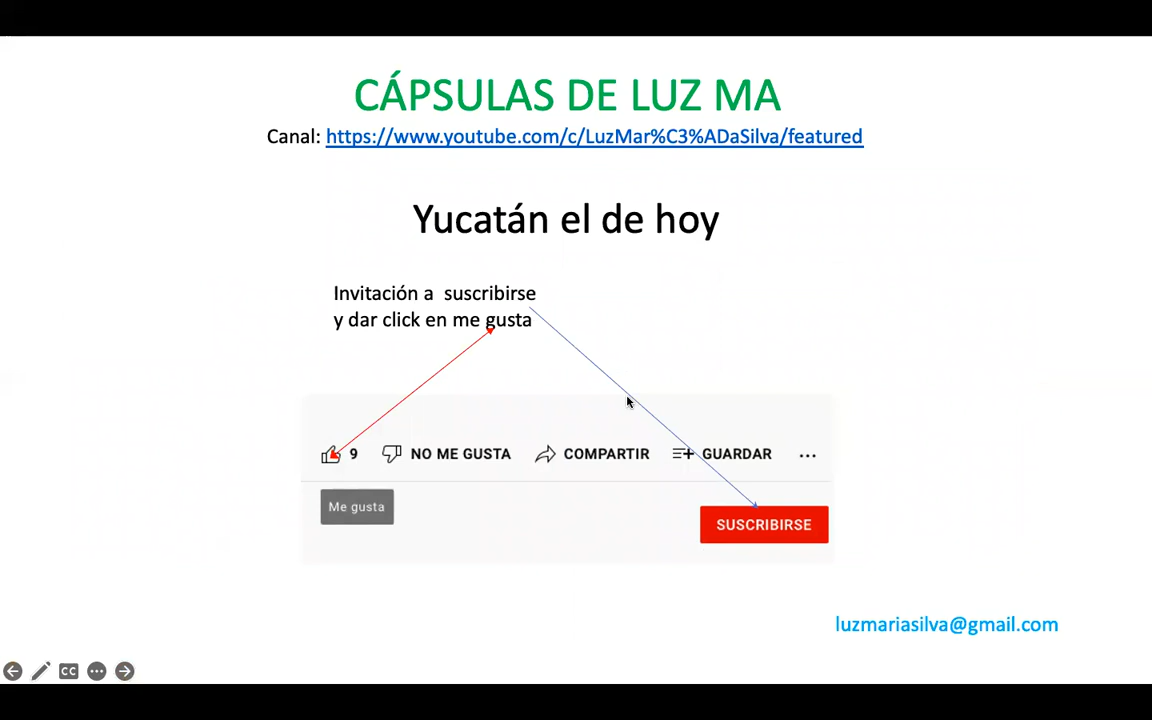 CÁPSULAS DE LUZ MA
Canal: https://www.youtube.com/c/LuzMar%C3%ADaSilva/featured
Yucatán el de hoy
Invitación a suscribirse
y dar click en me gusta
9 NO ME GUSTA COMPARTIR GUARDAR ...
Me gusta
SUSCRIBIRSE
luzmariasilva@gmail.com
CC